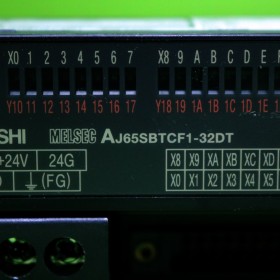 X0 1 2 3 4 5 6 7 X8 9 A B C D E
Y10 11 12 13 14 15 16 17 Y18 19 1A 1B 1C 1D 1E
SHI MELSEC AJ65SBTCF1-32DT
+24V 24G
(FG)
X8 X9 XA XB XC XD
X0 X1 X2 X3 X4 X5